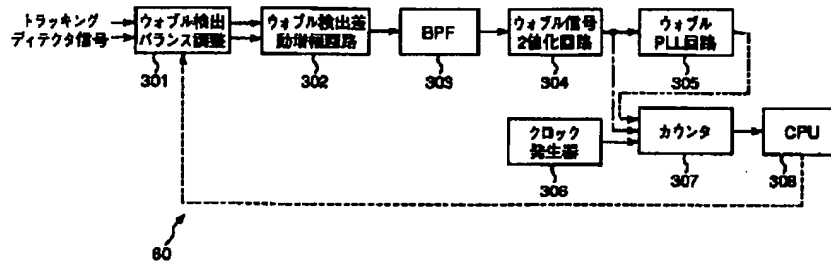 トラッキング
ディテクタ信号
ウォブル検出
バランス調整
301
ウォブル検出差
動増幅回路
302
BPF
303
ウォブル信号
2値化回路
304
ウォブル
PLL回路
305
クロック
発生器
306
カウンタ
307
CPU
308
60